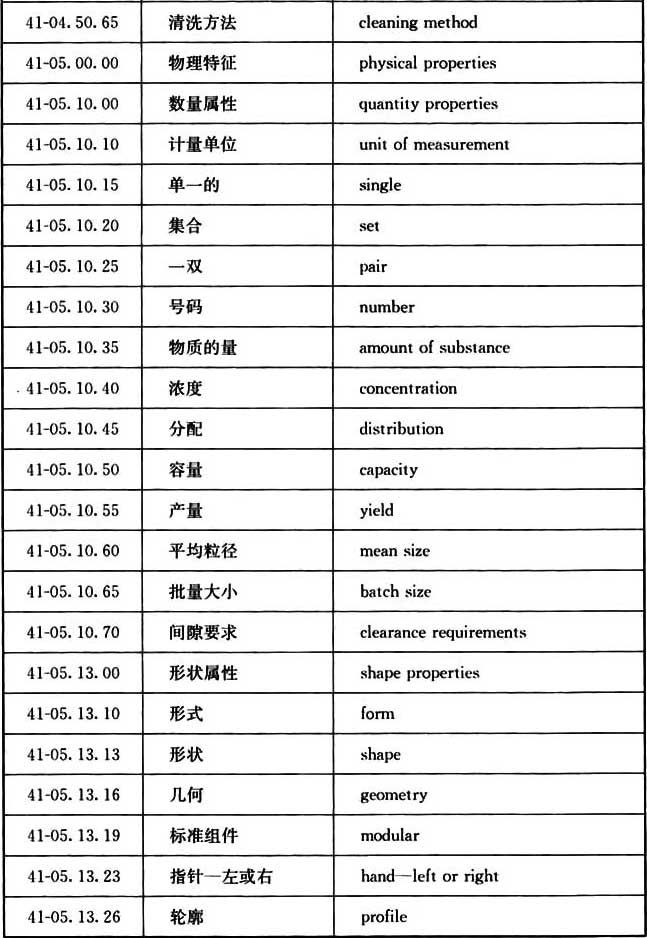 41-04.50.65 清洗方法 cleaning method
41-05.00.00 物理特征 physical properties
41-05.10.00 数量属性 quantity properties
41-05.10.10 计量单位 unit of measurement
41-05.10.15 单一的 single
41-05.10.20 集合 set
41-05.10.25 一双 pair
41-05.10.30 号码 number
41-05.10.35 物质的量 amount of substance
41-05.10.40 浓度 concentration
41-05.10.45 分配 distribution
41-05.10.50 容量 capacity
41-05.10.55 产量 yield
41-05.10.60 平均粒径 mean size
41-05.10.65 批量大小 batch size
41-05.10.70 间隙要求 clearance requirements
41-05.13.00 形状属性 shape properties
41-05.13.10 形式 form
41-05.13.13 形状 shape
41-05.13.16 几何 geometry
41-05.13.19 标准组件 modular
41-05.13.23 指针—左或右 hand—left or right
41-05.13.26 轮廓 profile